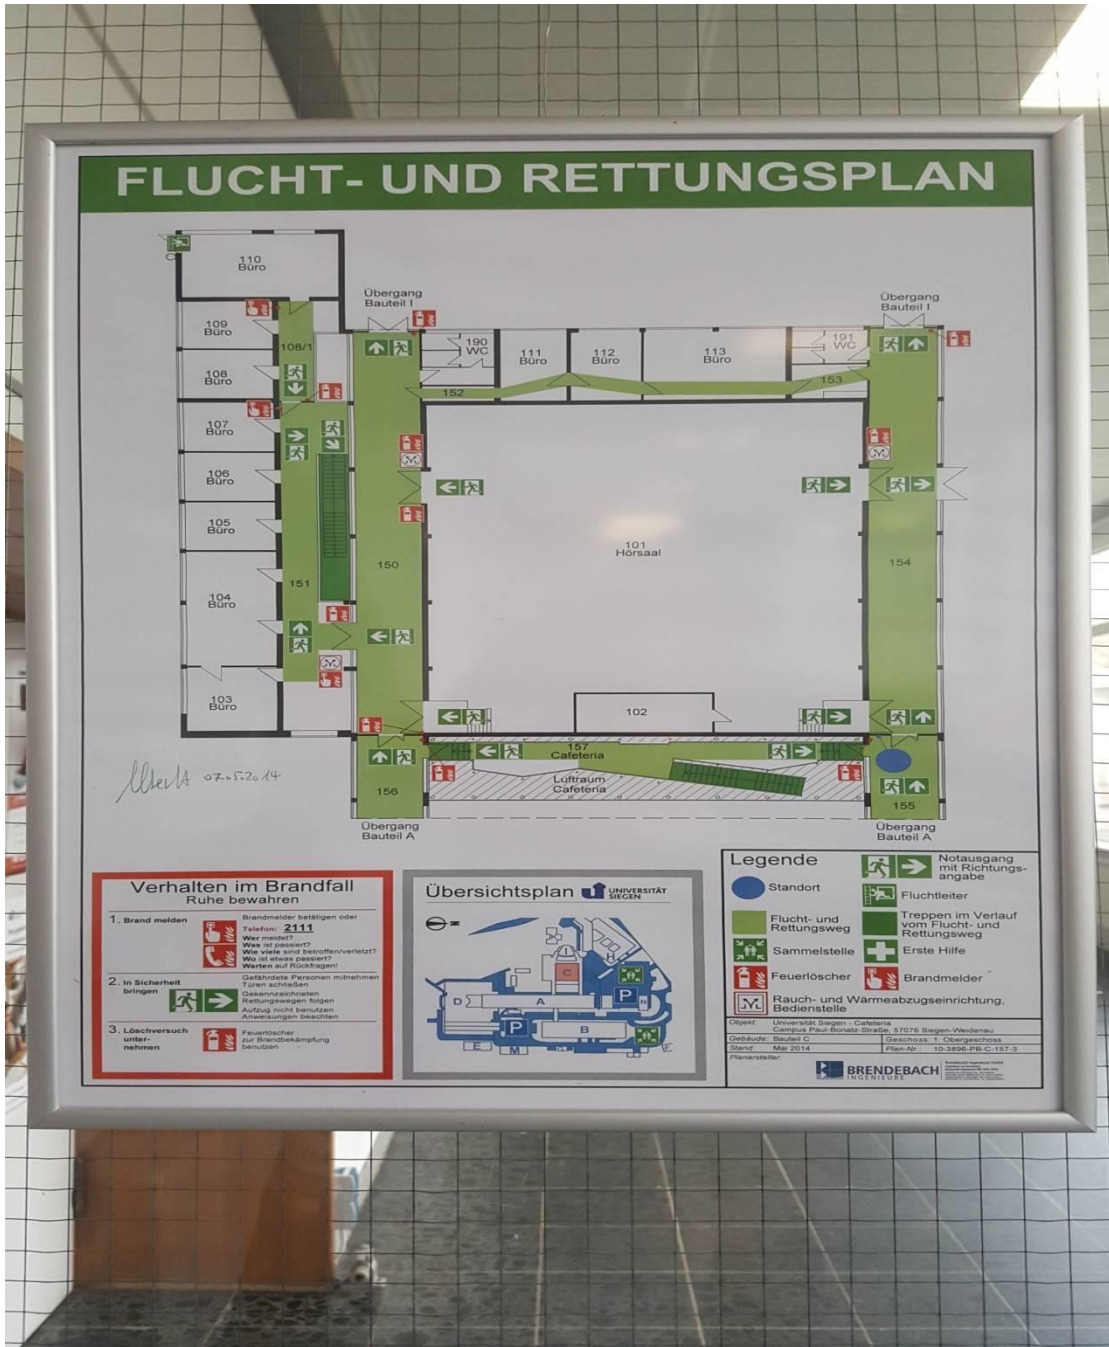 FLUCHT- UND RETTUNGSPLAN
110
Büro
Übergang
Bauteil I
Übergang
Bauteil I
109
Büro
108/1
190
WC
111
Büro
112
Büro
113
Büro
191
WC
108
Büro
152
153
107
Büro
106
Büro
105
Büro
101
Hörsaal
150
154
151
104
Büro
103
Büro
102
157
Cafeteria
Luftraum
Cafeteria
07.05.2014
156
155
Übergang
Bauteil A
Übergang
Bauteil A
Verhalten im Brandfall
Ruhe bewahren
1. Brand melden
Brandmelder betätigen oder
Telefon: 2111
Wer meldet?
Was ist passiert?
Wie viele sind betroffen/verletzt?
Wo ist etwas passiert?
Warten auf Rückfragen!
2. In Sicherheit
bringen
Gefährdete Personen mitnehmen
Türen schließen
Gekennzeichneten
Rettungswegen folgen
Aufzug nicht benutzen
Anweisungen beachten
3. Löschversuch
unter-
nehmen
Feuerlöscher
zur Brandbekämpfung
benutzen
Übersichtsplan
UNIVERSITÄT
SIEGEN
N
H
I
C
D
A
P
N
P
B
E
M
F
Legende
Standort
Notausgang
mit Richtungs-
angabe
Fluchtleiter
Flucht- und
Rettungsweg
Treppen im Verlauf
vom Flucht- und
Rettungsweg
Sammelstelle
Erste Hilfe
Feuerlöscher
Brandmelder
Rauch- und Wärmeabzugseinrichtung,
Bedienstelle
Objekt: Universität Siegen - Cafeteria
Campus Paul-Bonatz-Straße, 57076 Siegen-Weidenau
Gebäude: Bauteil C Geschoss: 1. Obergeschoss
Stand: Mai 2014 Plan-Nr.: 10-3896-PB-C-157-3
Planersteller:
BRENDEBACH
INGENIEURE